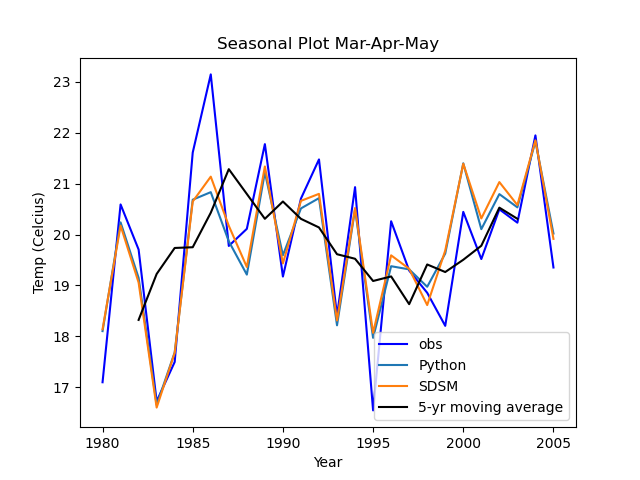 Seasonal Plot Mar-Apr-May
Temp (Celcius)
23
22
21
20
19
18
17
obs
Python
SDSM
5-yr moving average
1980 1985 1990 1995 2000 2005
Year